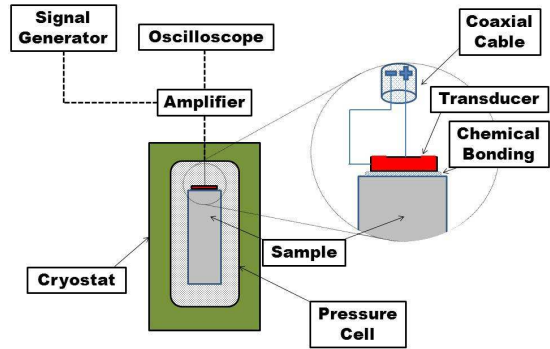 Signal
Generator
Oscilloscope
Amplifier
Coaxial
Cable
Transducer
Chemical
Bonding
Sample
Cryostat
Pressure
Cell